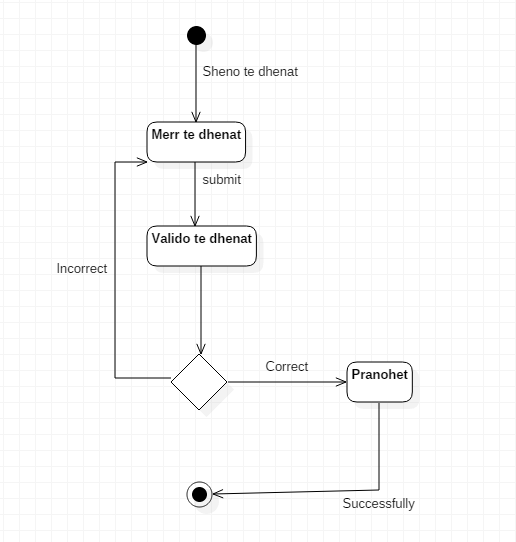 Sheno te dhenat
Merr te dhenat
submit
Valido te dhenat
Incorrect
Correct
Pranohet
Successfully